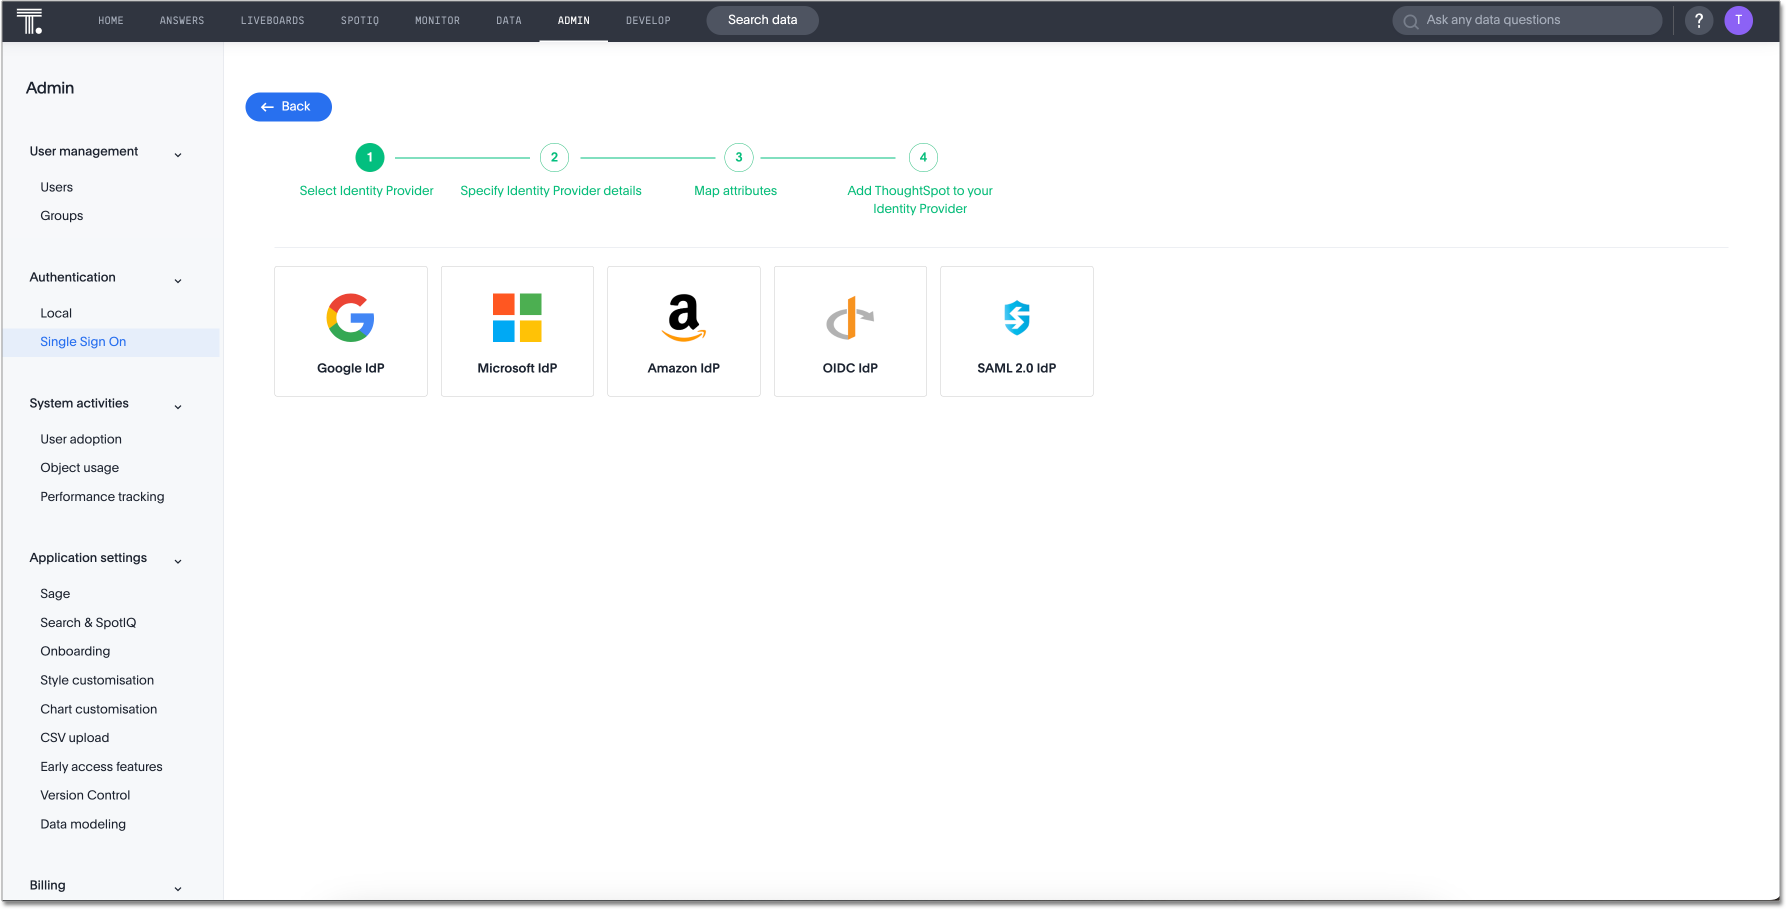 HOME
ANSWERS
LIVEBOARDS
SPOTIQ
MONITOR
DATA
ADMIN
DEVELOP
Search data
Ask any data questions
?
T
Admin
User management
Users
Groups
Authentication
Local
Single Sign On
System activities
User adoption
Object usage
Performance tracking
Application settings
Sage
Search & SpotIQ
Onboarding
Style customisation
Chart customisation
CSV upload
Early access features
Version Control
Data modeling
Billing
Back
1
2
3
4
Select Identity Provider
Specify Identity Provider details
Map attributes
Add ThoughtSpot to your
Identity Provider
Google IdP
Microsoft IdP
Amazon IdP
OIDC IdP
SAML 2.0 IdP